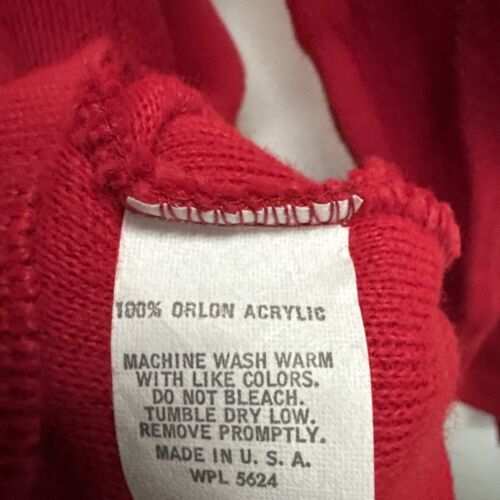 100% ORLON ACRYLIC
MACHINE WASH WARM
WITH LIKE COLORS.
DO NOT BLEACH.
TUMBLE DRY LOW.
REMOVE PROMPTLY.
MADE IN U. S. A.
WPL 5624